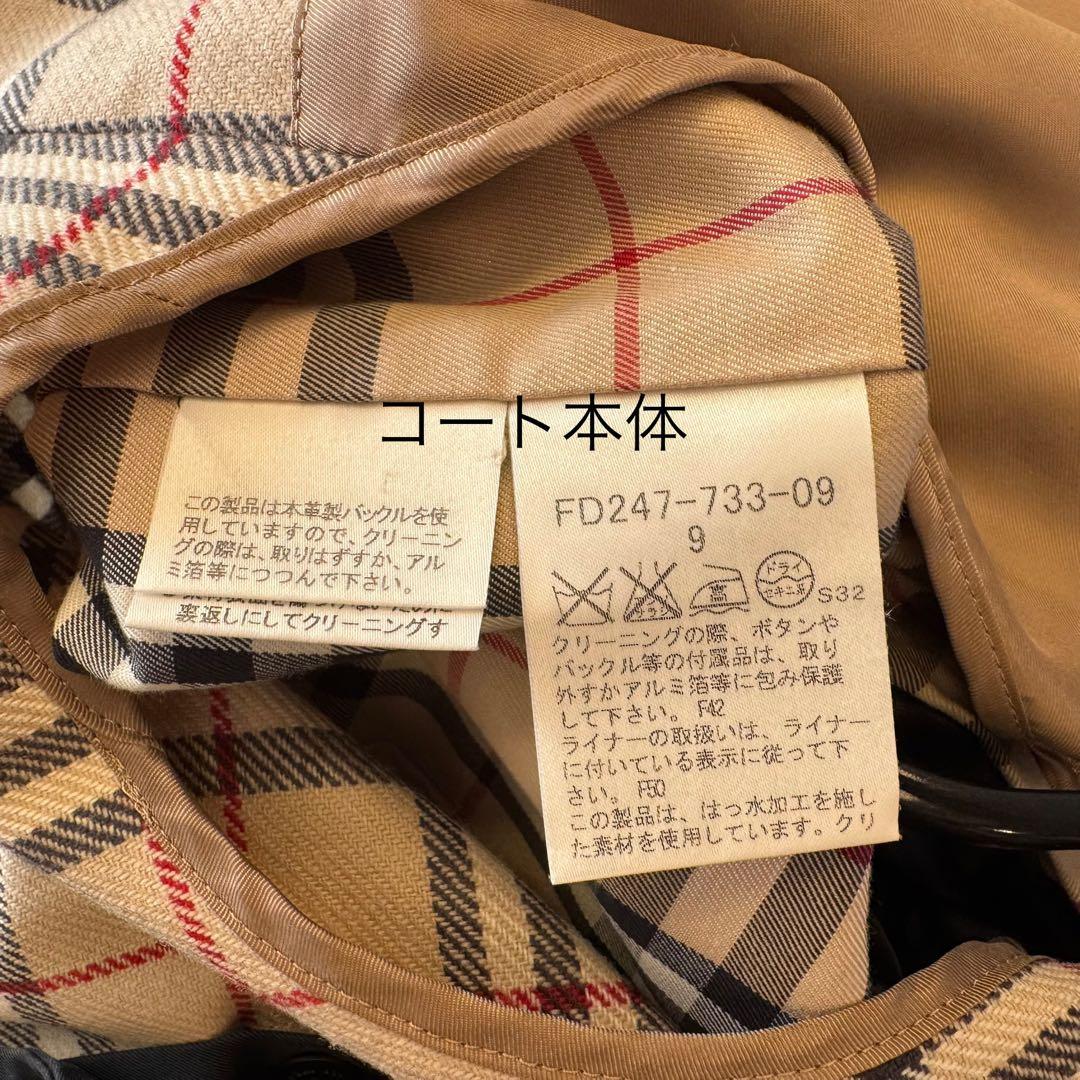 コート本体
この製品は本革製バックルを使
用していますので、クリーニン
グの際は、取りはずすか、アル
ミ箔等につつんで下さい。
裏返しにしてクリーニングす
FD247-733-09
9
エンソサラシ
高
ドライ
セキユ系
S32
クリーニングの際、ボタンや
バックル等の付属品は、取り
外すかアルミ箔等に包み保護
して下さい。F42
ライナーの取扱いは、ライナー
に付いている表示に従って下
さい。F50
この製品は、はっ水加工を施し
た素材を使用しています。クリ